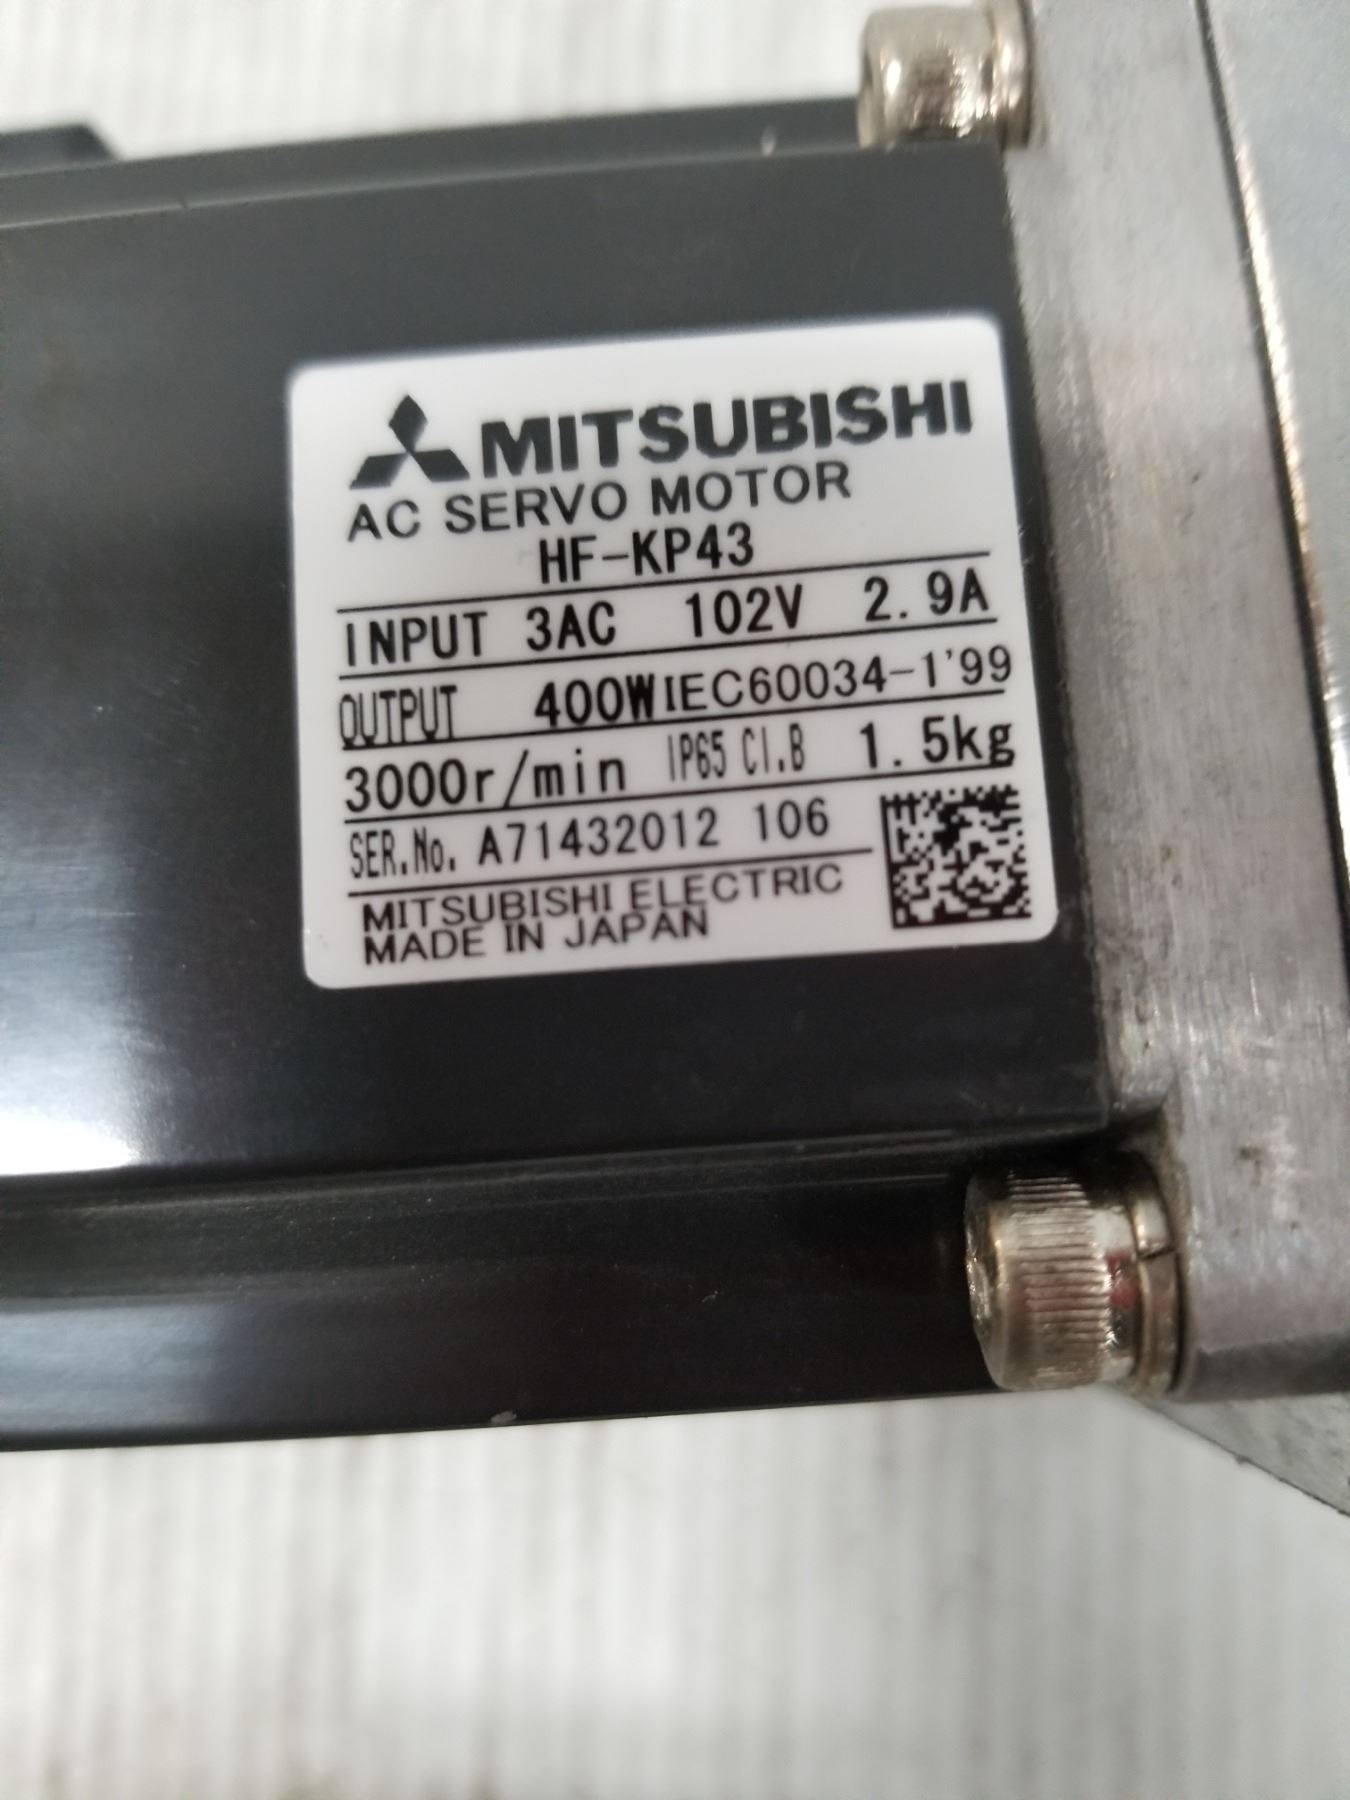 MITSUBISHI
AC SERVO MOTOR
HF-KP43
INPUT 3AC 102V 2.9A
OUTPUT 400W IEC60034-1'99
3000r/min IP65 CI.B 1.5kg
SER.No. A71432012 106
MITSUBISHI ELECTRIC
MADE IN JAPAN